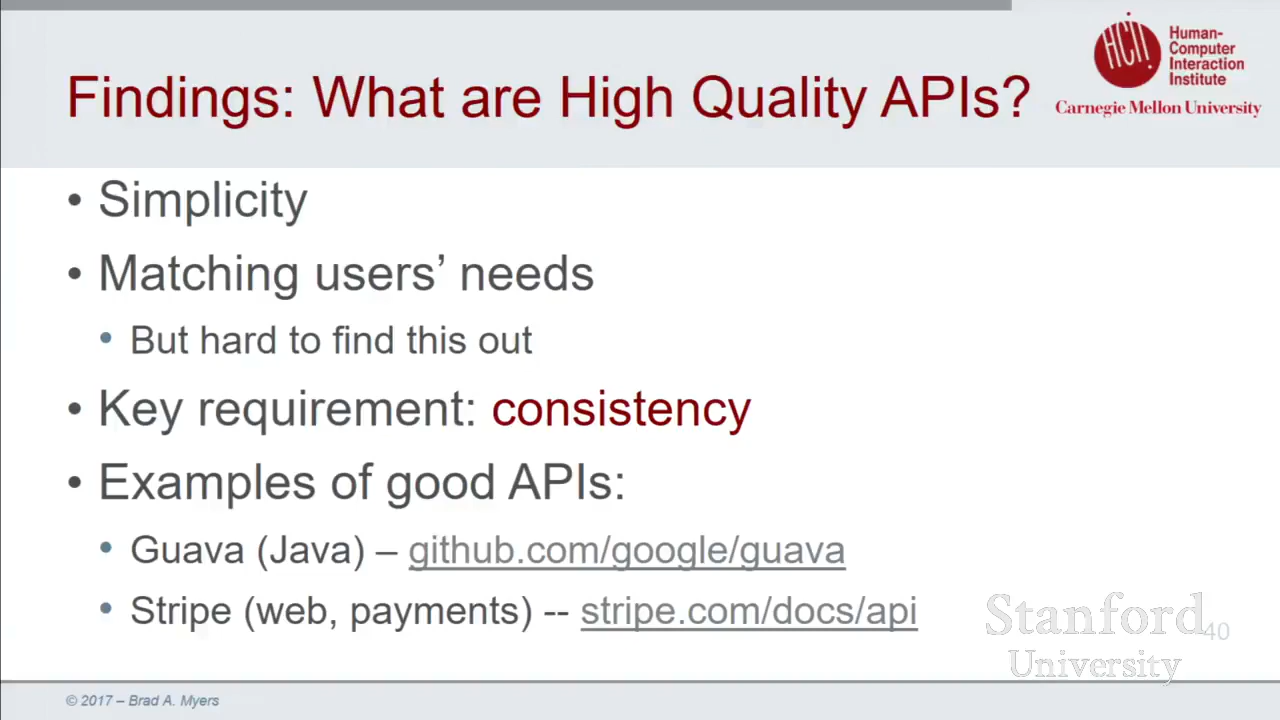 Findings: What are High Quality APIs?
HCII
Human-
Computer
Interaction
Institute
Carnegie Mellon University
• Simplicity
• Matching users’ needs
• But hard to find this out
• Key requirement: consistency
• Examples of good APIs:
• Guava (Java) – github.com/google/guava
• Stripe (web, payments) -- stripe.com/docs/api
Stanford
University
40
© 2017 – Brad A. Myers